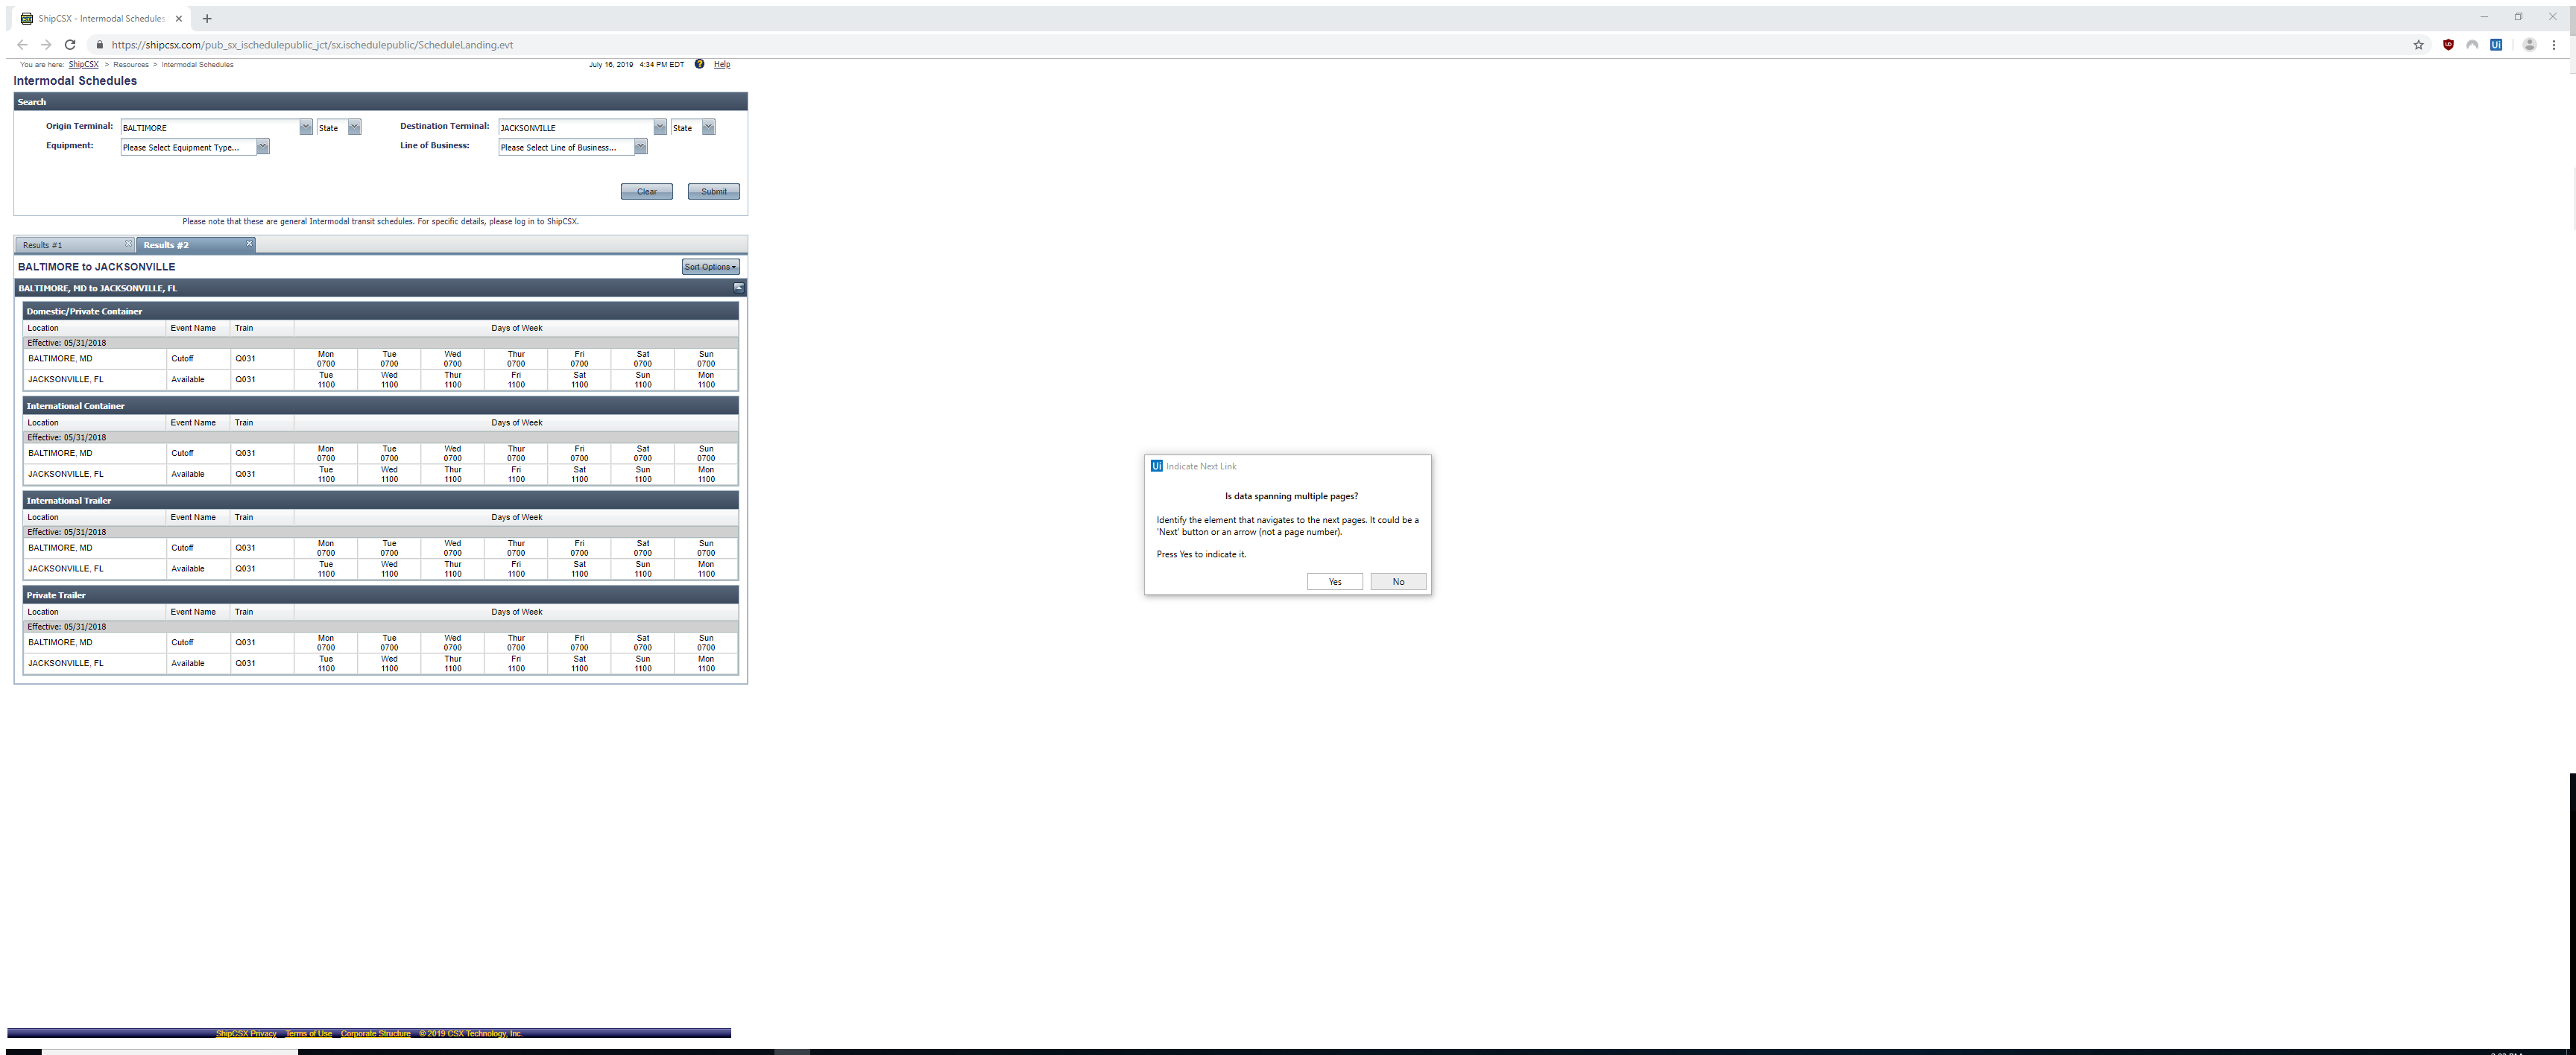 ShipCSX - Intermodal Schedules
https://shipcsx.com/pub_sx_ischedulepublic_jct/sx.ischedulepublic/ScheduleLanding.evt
You are here: ShipCSX > Resources > Intermodal Schedules July 16, 2019 4:34 PM EDT ? Help
Intermodal Schedules
Search
Origin Terminal: BALTIMORE State Destination Terminal: JACKSONVILLE State
Equipment: Please Select Equipment Type... Line of Business: Please Select Line of Business...
Clear Submit
Please note that these are general Intermodal transit schedules. For specific details, please log in to ShipCSX.
Results #1 Results #2
BALTIMORE to JACKSONVILLE Sort Options
BALTIMORE, MD to JACKSONVILLE, FL
Domestic/Private Container
Location Event Name Train Days of Week
Effective: 05/31/2018
BALTIMORE, MD Cutoff Q031 Mon 0700 Tue 0700 Wed 0700 Thur 0700 Fri 0700 Sat 0700 Sun 0700
JACKSONVILLE, FL Available Q031 Tue 1100 Wed 1100 Thur 1100 Fri 1100 Sat 1100 Sun 1100 Mon 1100
International Container
Location Event Name Train Days of Week
Effective: 05/31/2018
BALTIMORE, MD Cutoff Q031 Mon 0700 Tue 0700 Wed 0700 Thur 0700 Fri 0700 Sat 0700 Sun 0700
JACKSONVILLE, FL Available Q031 Tue 1100 Wed 1100 Thur 1100 Fri 1100 Sat 1100 Sun 1100 Mon 1100
International Trailer
Location Event Name Train Days of Week
Effective: 05/31/2018
BALTIMORE, MD Cutoff Q031 Mon 0700 Tue 0700 Wed 0700 Thur 0700 Fri 0700 Sat 0700 Sun 0700
JACKSONVILLE, FL Available Q031 Tue 1100 Wed 1100 Thur 1100 Fri 1100 Sat 1100 Sun 1100 Mon 1100
Private Trailer
Location Event Name Train Days of Week
Effective: 05/31/2018
BALTIMORE, MD Cutoff Q031 Mon 0700 Tue 0700 Wed 0700 Thur 0700 Fri 0700 Sat 0700 Sun 0700
JACKSONVILLE, FL Available Q031 Tue 1100 Wed 1100 Thur 1100 Fri 1100 Sat 1100 Sun 1100 Mon 1100
Ui Indicate Next Link
Is data spanning multiple pages?
Identify the element that navigates to the next pages. It could be a
'Next' button or an arrow (not a page number).
Press Yes to indicate it.
Yes No
ShipCSX Privacy Terms of Use Corporate Structure © 2019 CSX Technology, Inc.